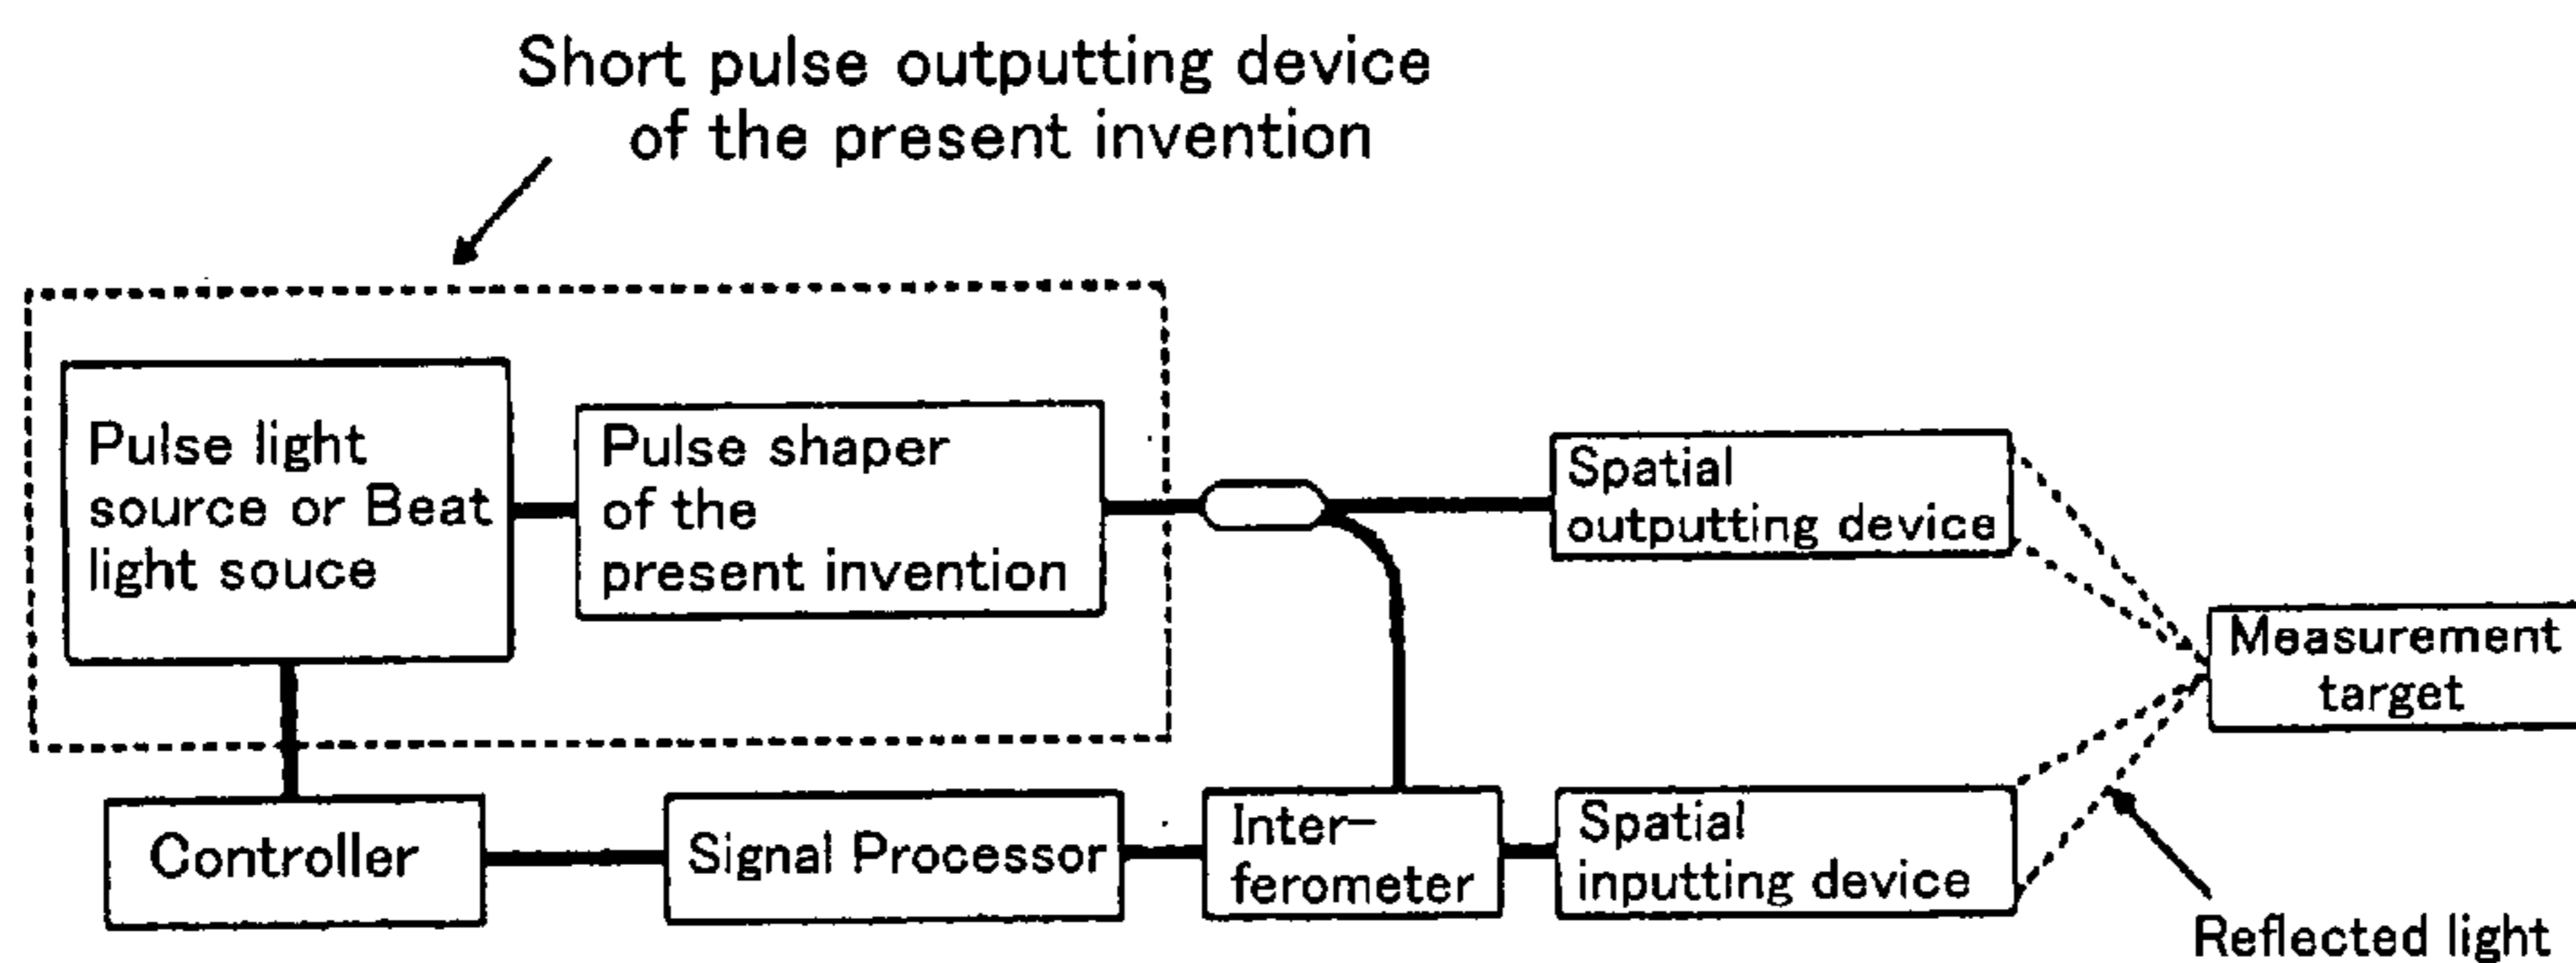 Short pulse outputting device
of the present invention
Pulse light
source or Beat
light souce
Pulse shaper
of the
present invention
Spatial
outputting device
Measurement
target
Controller
Signal Processor
Inter-
ferometer
Spatial
inputting device
Reflected light